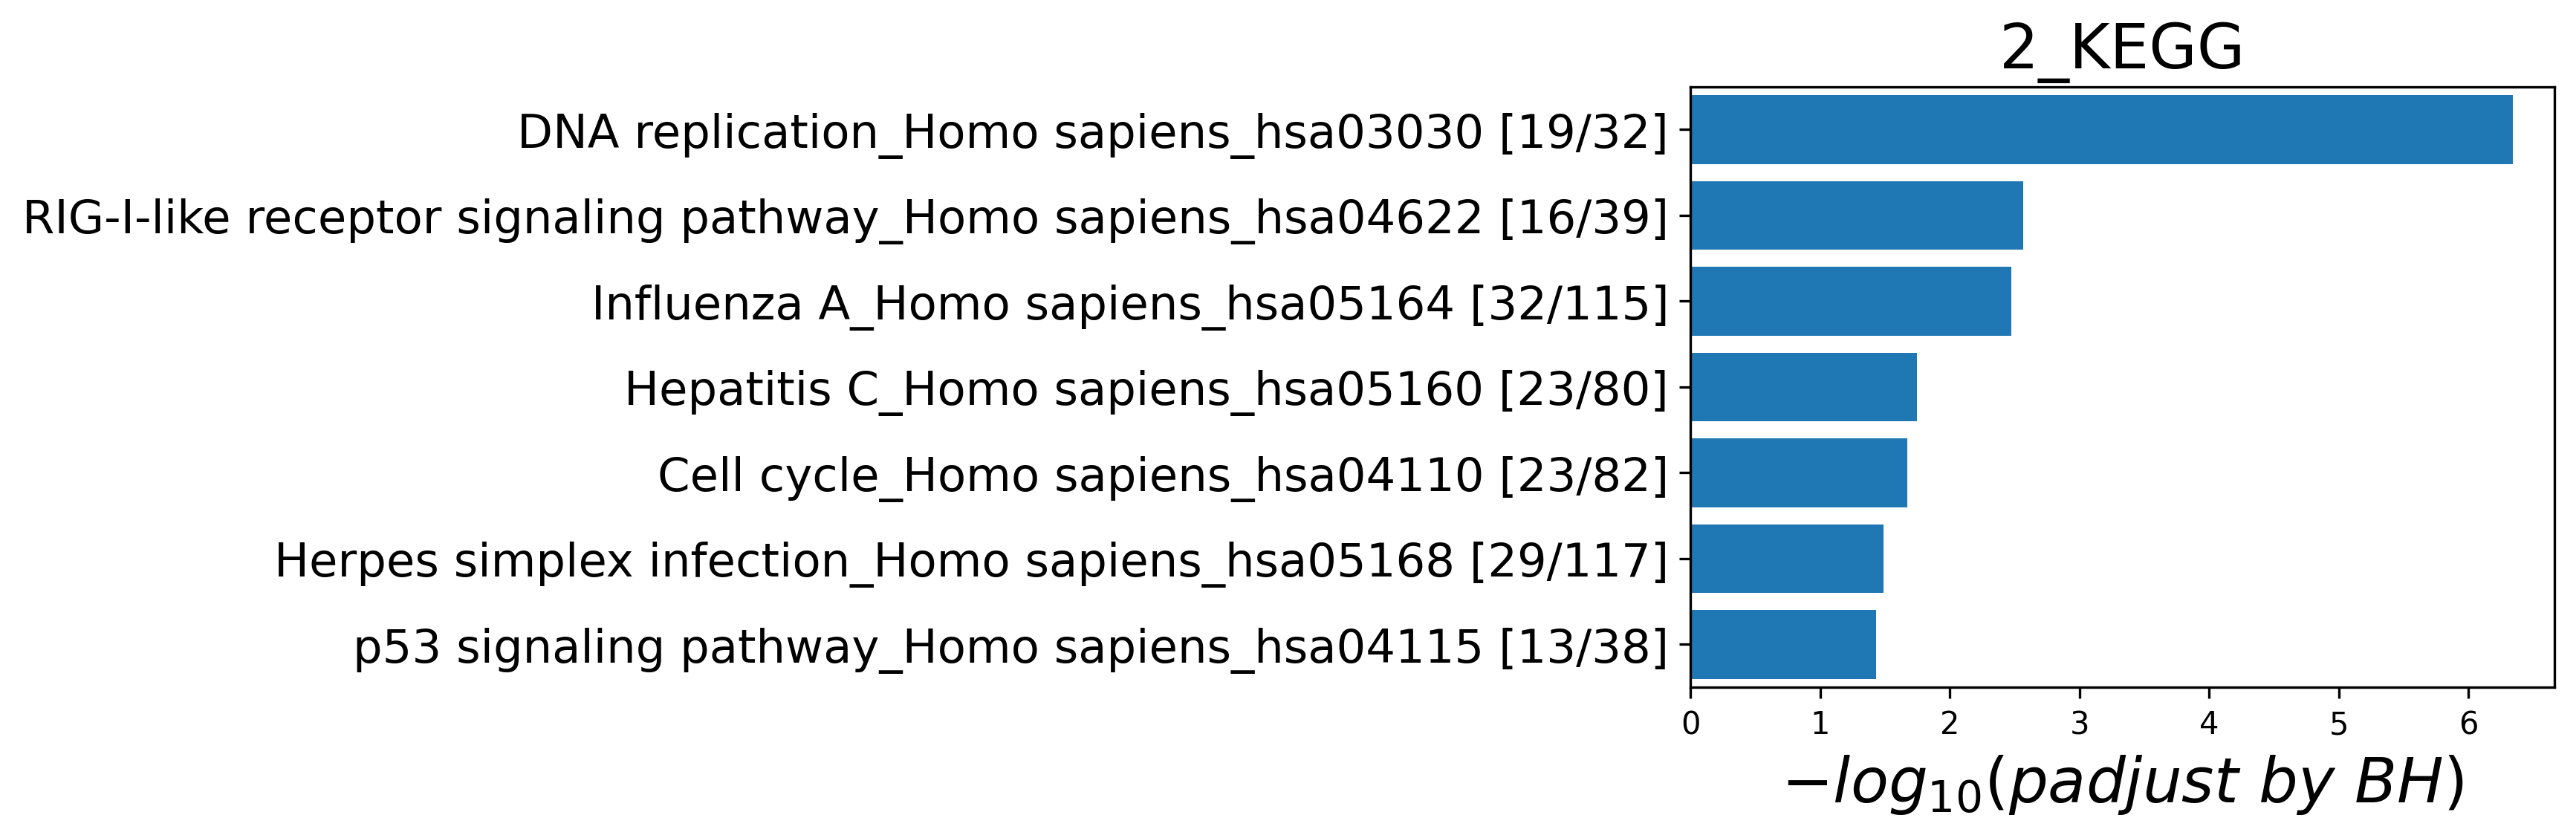 2_KEGG
DNA replication_Homo sapiens_hsa03030 [19/32]
RIG-I-like receptor signaling pathway_Homo sapiens_hsa04622 [16/39]
Influenza A_Homo sapiens_hsa05164 [32/115]
Hepatitis C_Homo sapiens_hsa05160 [23/80]
Cell cycle_Homo sapiens_hsa04110 [23/82]
Herpes simplex infection_Homo sapiens_hsa05168 [29/117]
p53 signaling pathway_Homo sapiens_hsa04115 [13/38]
0 1 2 3 4 5 6
−log₁₀(padjust by BH)